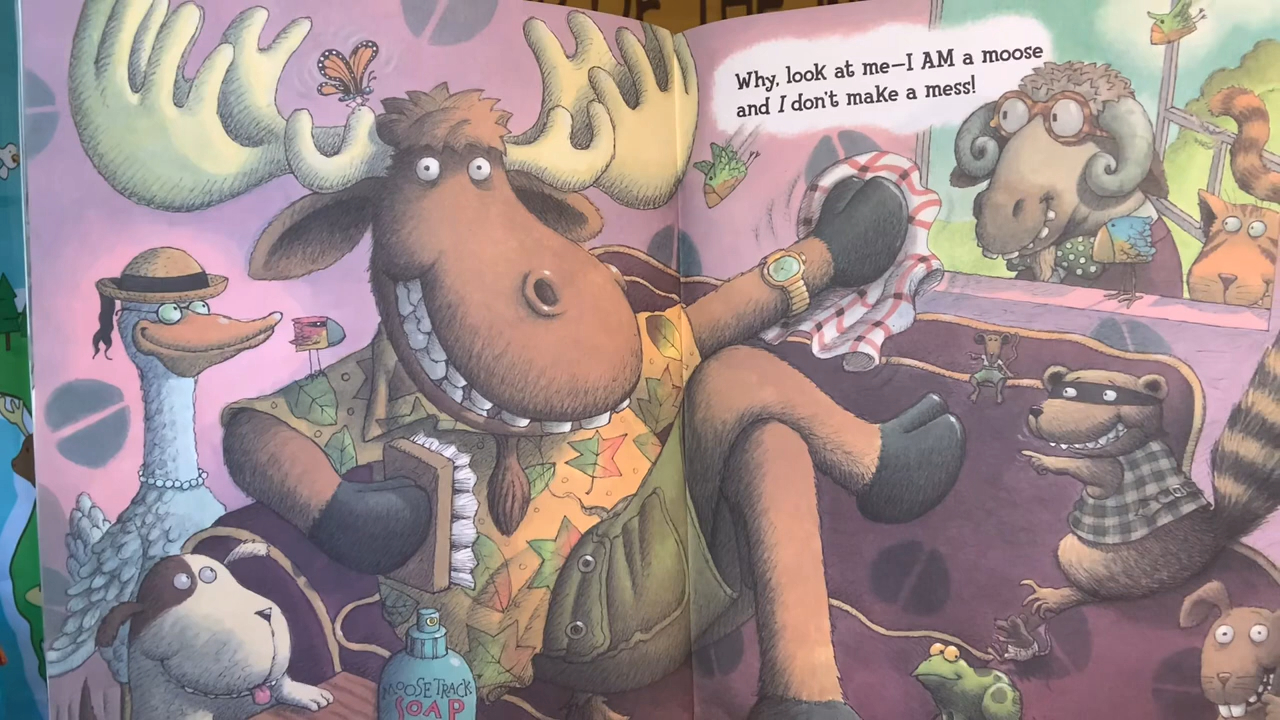 Why, look at me—I AM a moose
and I don't make a mess!
MOOSE TRACK
SOAP